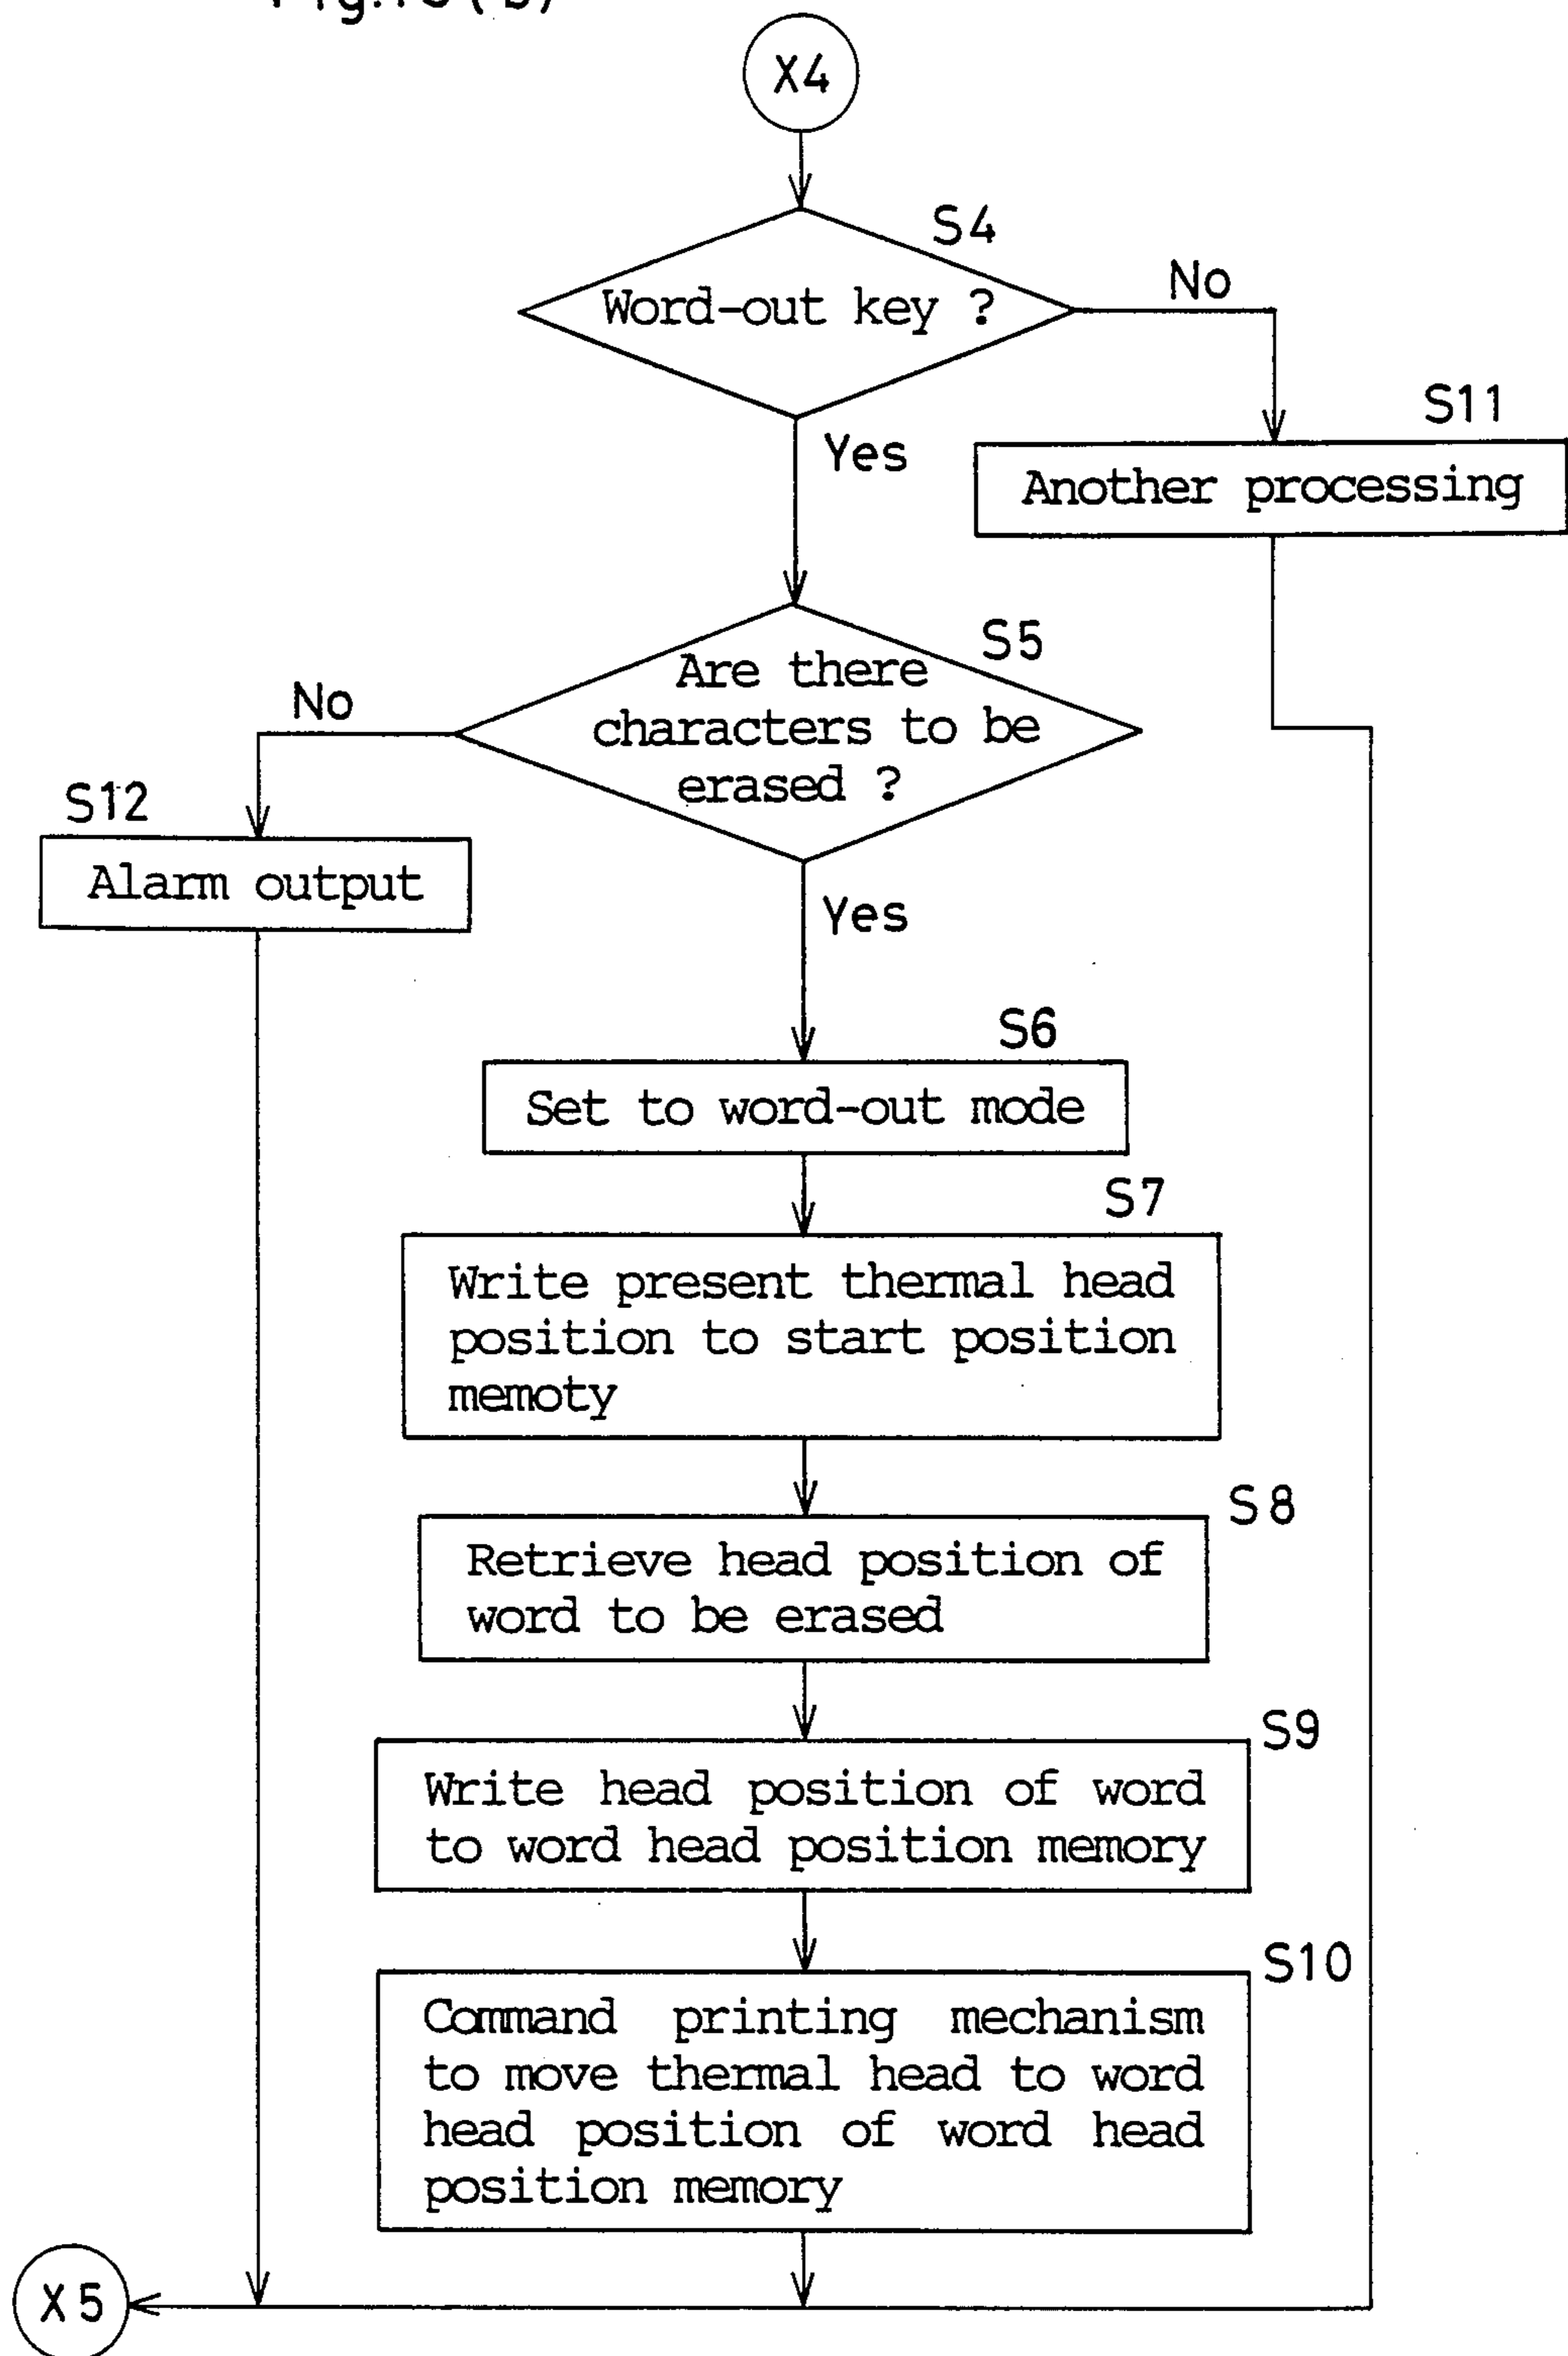 X4
S4
Word-out key ?
No
S11
Yes
Another processing
S5
Are there
characters to be
erased ?
No
S12
Alarm output
Yes
S6
Set to word-out mode
S7
Write present thermal head
position to start position
memoty
S8
Retrieve head position of
word to be erased
S9
Write head position of word
to word head position memory
S10
Command printing mechanism
to move thermal head to word
head position of word head
position memory
X5